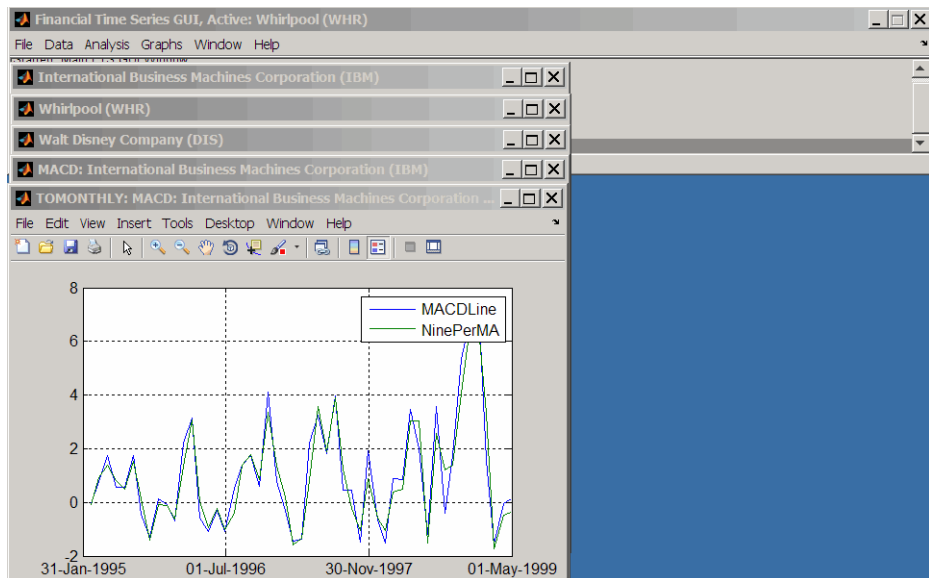 Financial Time Series GUI, Active: Whirlpool (WHR)
File Data Analysis Graphs Window Help
International Business Machines Corporation (IBM)
Whirlpool (WHR)
Walt Disney Company (DIS)
MACD: International Business Machines Corporation (IBM)
TOMONTHLY: MACD: International Business Machines Corporation ...
File Edit View Insert Tools Desktop Window Help
8
MACDLine
NinePerMA
6
4
2
0
-2
31-Jan-1995 01-Jul-1996 30-Nov-1997 01-May-1999